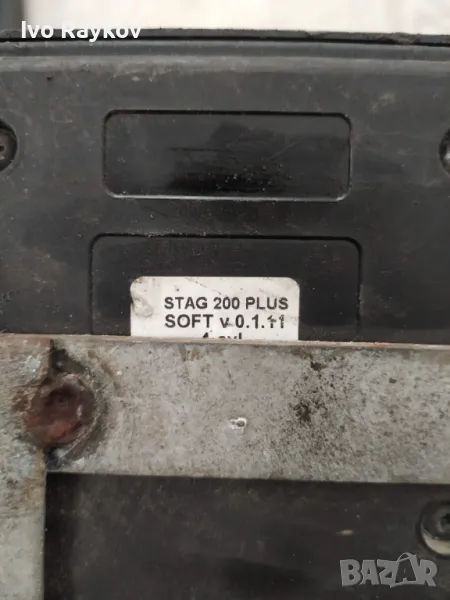 Ivo Raykov
STAG 200 PLUS
SOFT v 0.1.11
BAZAR